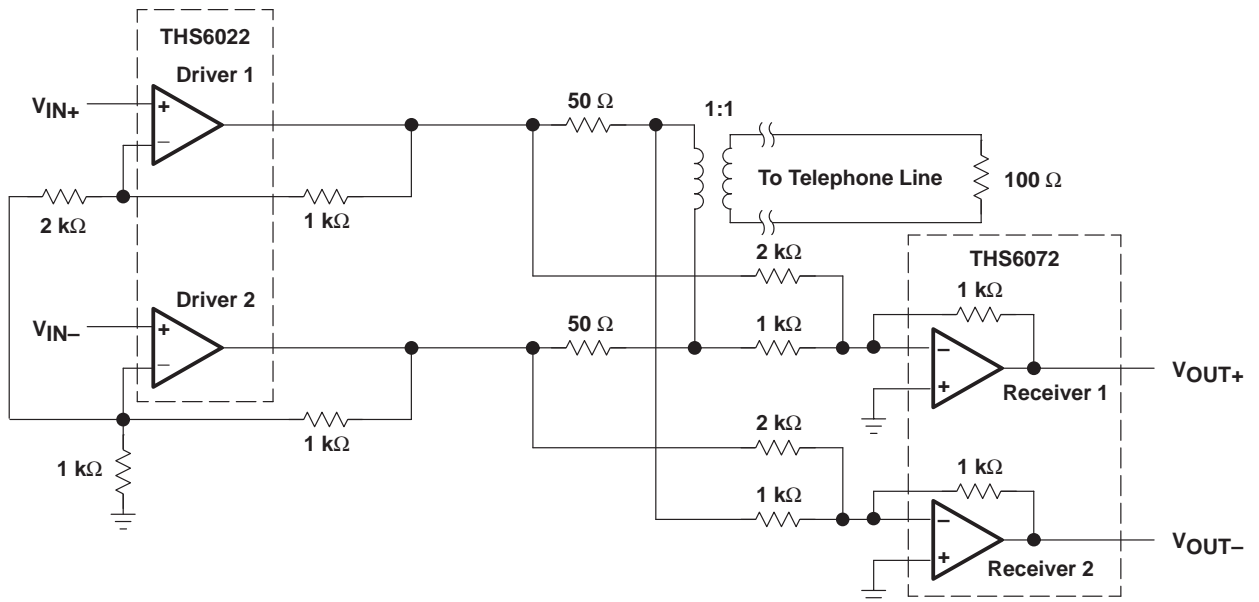 THS6022
Driver 1
V_IN+
+
−
50 Ω
1:1
To Telephone Line
100 Ω
2 kΩ
1 kΩ
2 kΩ
THS6072
Driver 2
V_IN−
+
−
50 Ω
1 kΩ
1 kΩ
−
+
Receiver 1
V_OUT+
1 kΩ
2 kΩ
1 kΩ
1 kΩ
1 kΩ
−
+
Receiver 2
V_OUT−